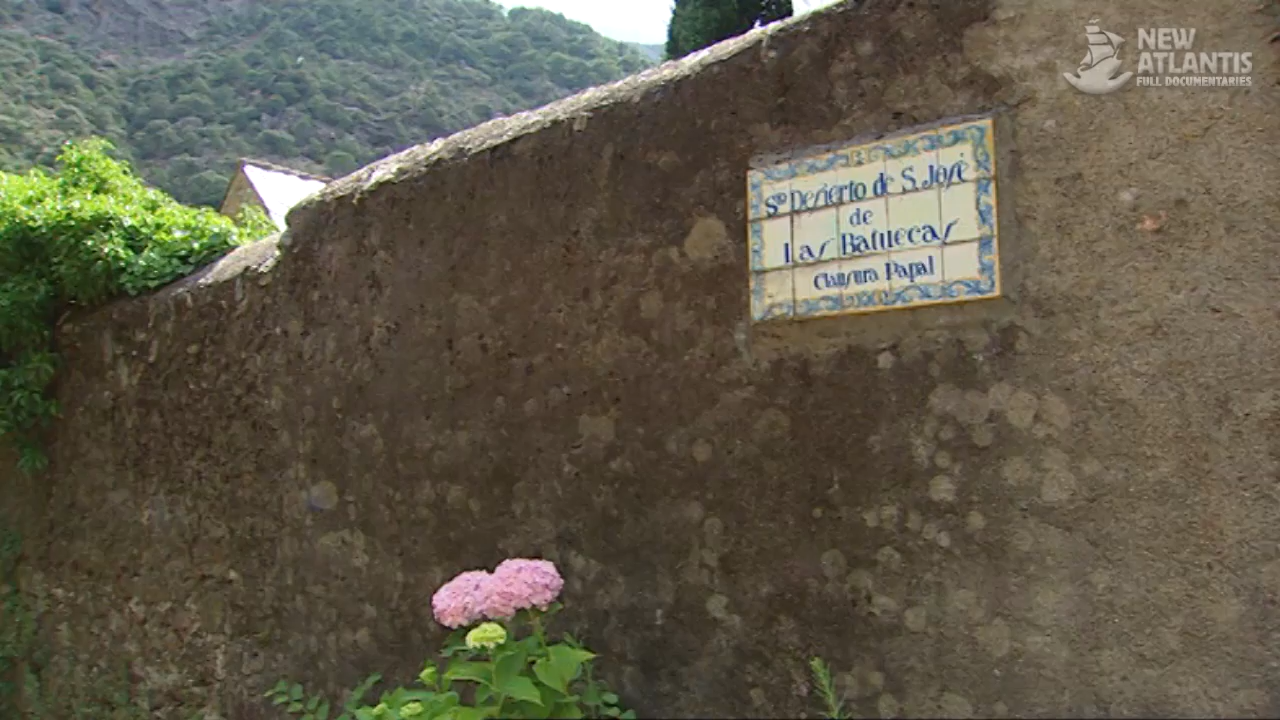 NEW
ATLANTIS
FULL DOCUMENTARIES
Sº Desierto de S. José
de
Las Batuecas
Clausura Papal